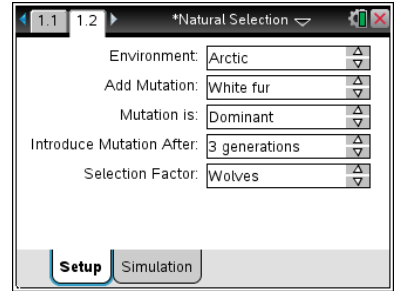 1.1 1.2 *Natural Selection
Environment: Arctic
Add Mutation: White fur
Mutation is: Dominant
Introduce Mutation After: 3 generations
Selection Factor: Wolves
Setup Simulation